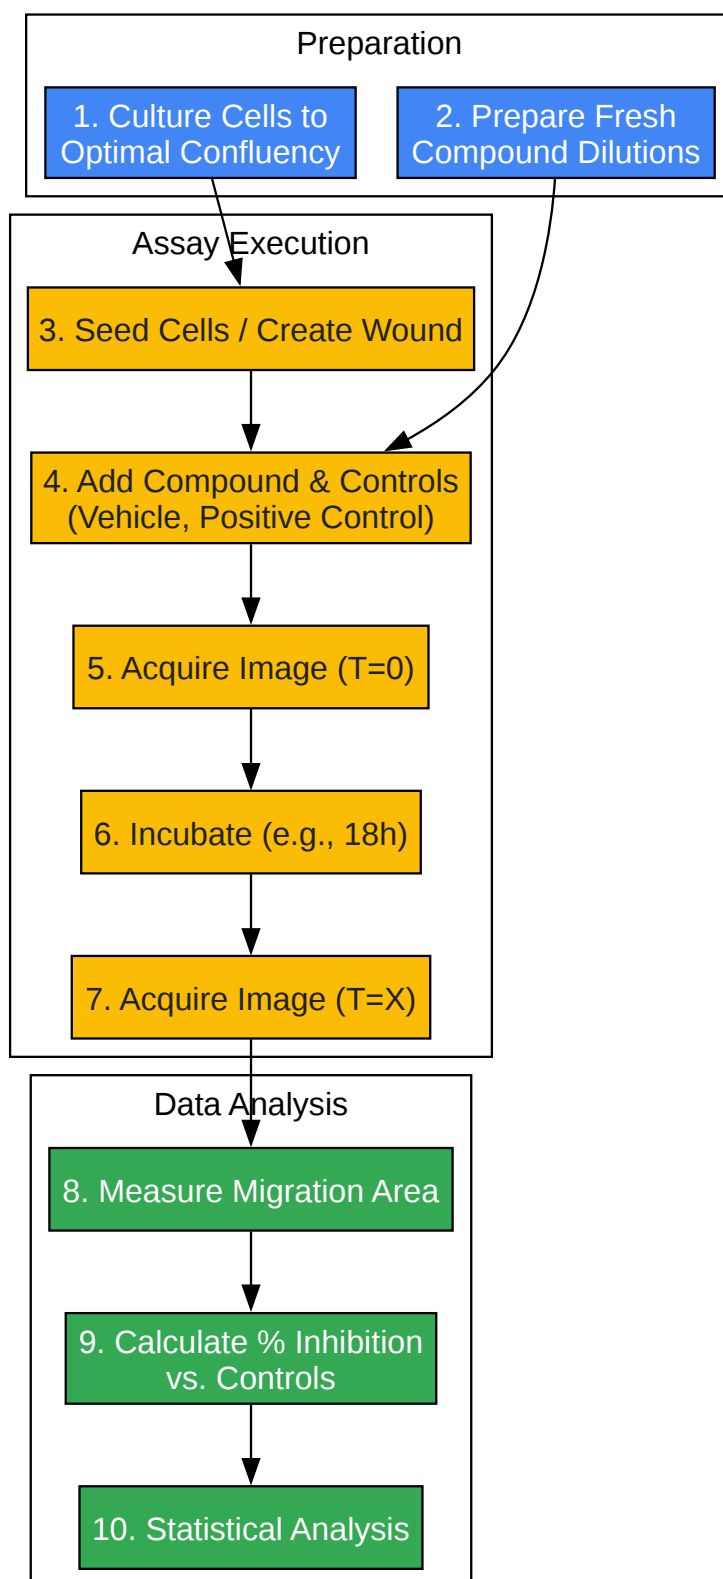 Preparation
1. Culture Cells to
Optimal Confluency
2. Prepare Fresh
Compound Dilutions
Assay Execution
3. Seed Cells / Create Wound
4. Add Compound & Controls
(Vehicle, Positive Control)
5. Acquire Image (T=0)
6. Incubate (e.g., 18h)
7. Acquire Image (T=X)
Data Analysis
8. Measure Migration Area
9. Calculate % Inhibition
vs. Controls
10. Statistical Analysis